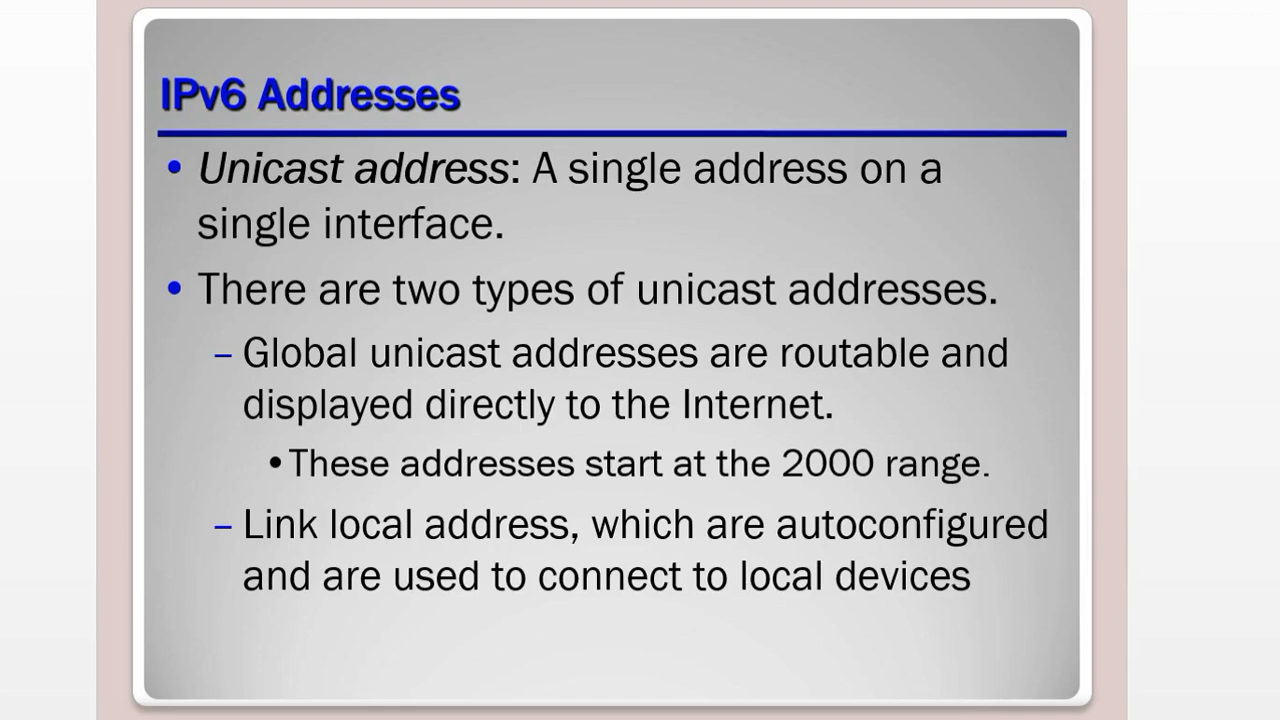 IPv6 Addresses
• Unicast address: A single address on a
single interface.
• There are two types of unicast addresses.
– Global unicast addresses are routable and
displayed directly to the Internet.
• These addresses start at the 2000 range.
– Link local address, which are autoconfigured
and are used to connect to local devices